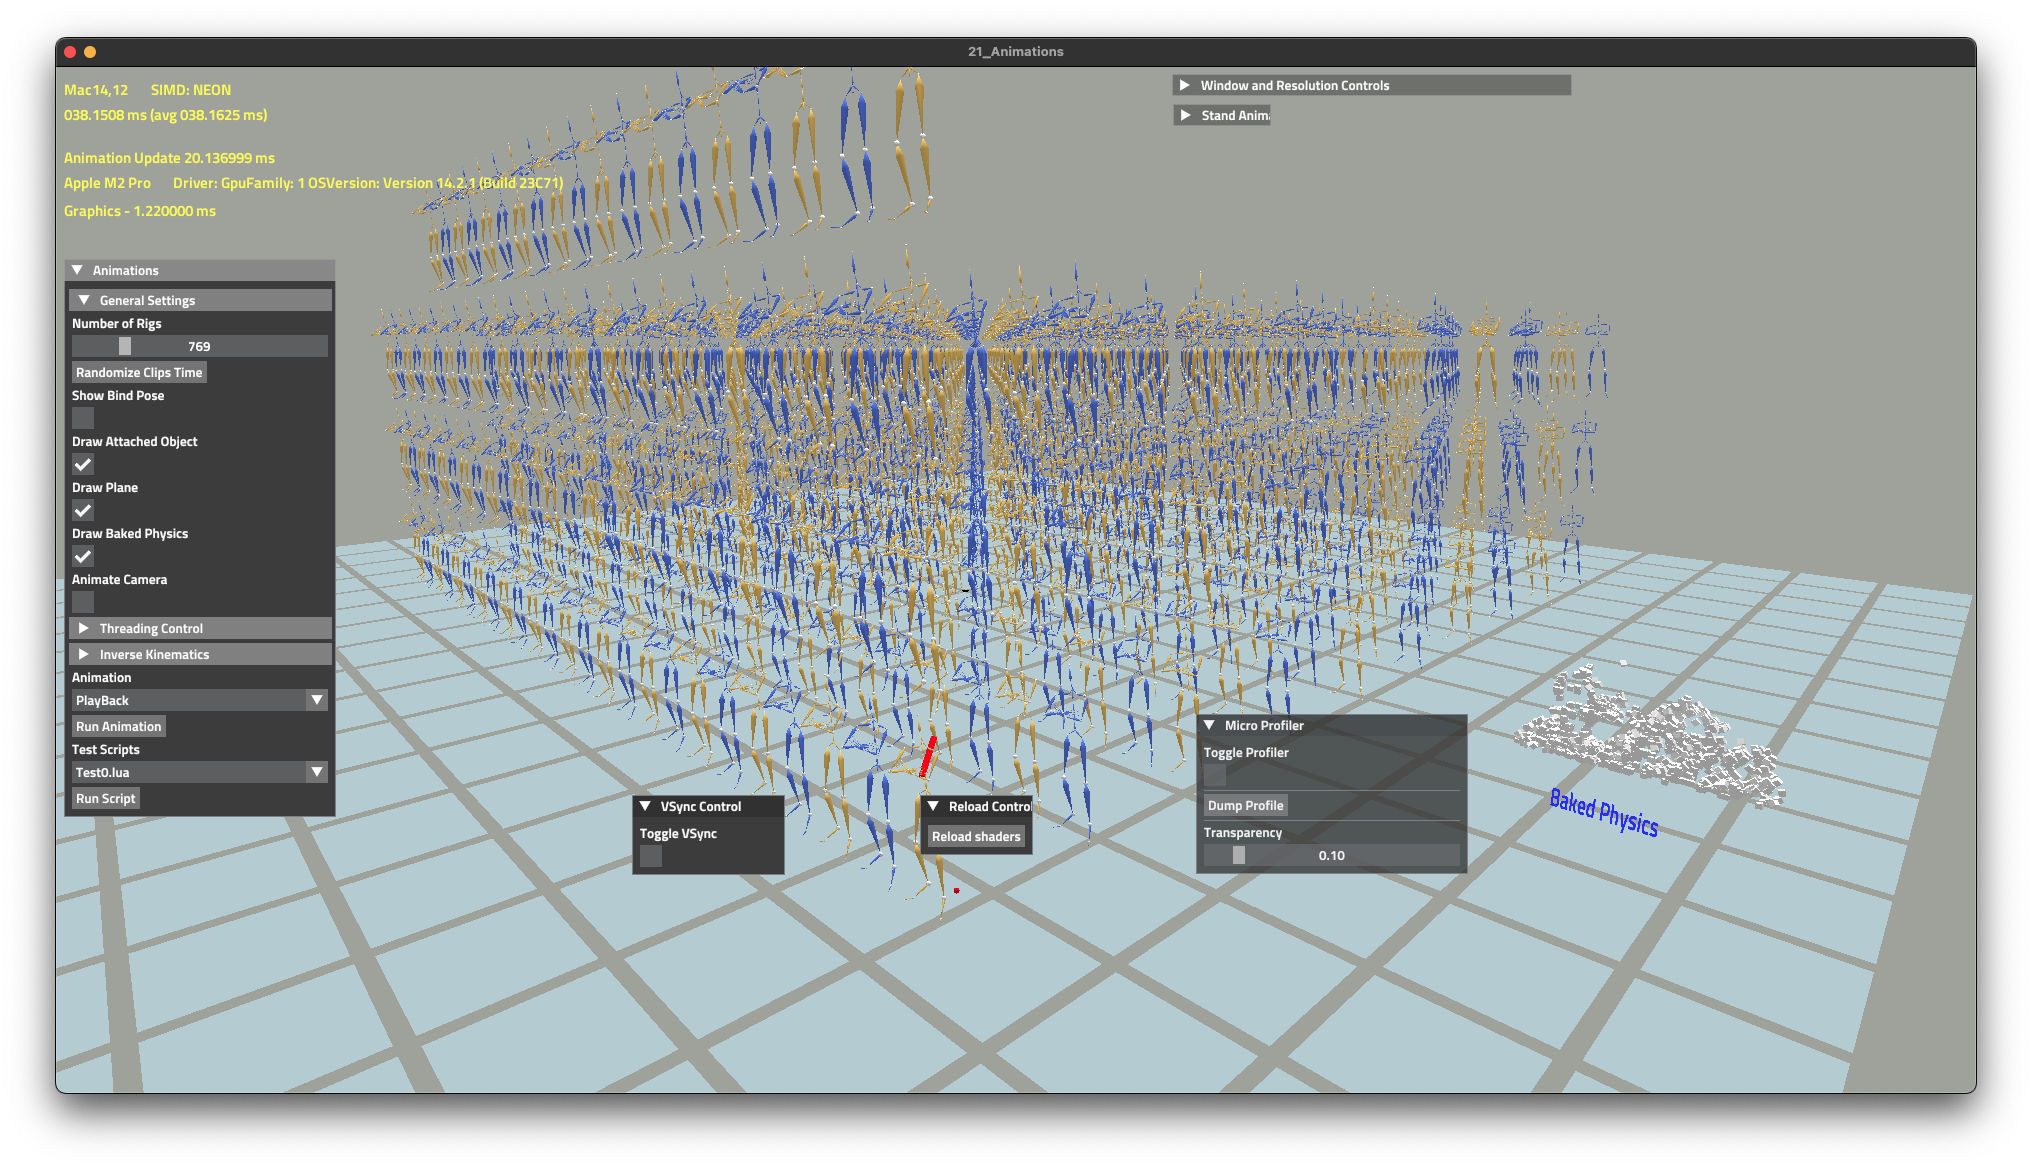 21_Animations
Mac14,12 SIMD: NEON
038.1508 ms (avg 038.1625 ms)
Animation Update 20.136999 ms
Apple M2 Pro Driver: GpuFamily: 1 OSVersion: Version 14.2.1 (Build 23C71)
Graphics - 1.220000 ms
Window and Resolution Controls
Stand Anim
Animations
General Settings
Number of Rigs
769
Randomize Clips Time
Show Bind Pose
Draw Attached Object
Draw Plane
Draw Baked Physics
Animate Camera
Threading Control
Inverse Kinematics
Animation
PlayBack
Run Animation
Test Scripts
Test0.lua
Run Script
VSync Control
Toggle VSync
Reload Control
Reload shaders
Micro Profiler
Toggle Profiler
Dump Profile
Transparency
0.10
Baked Physics